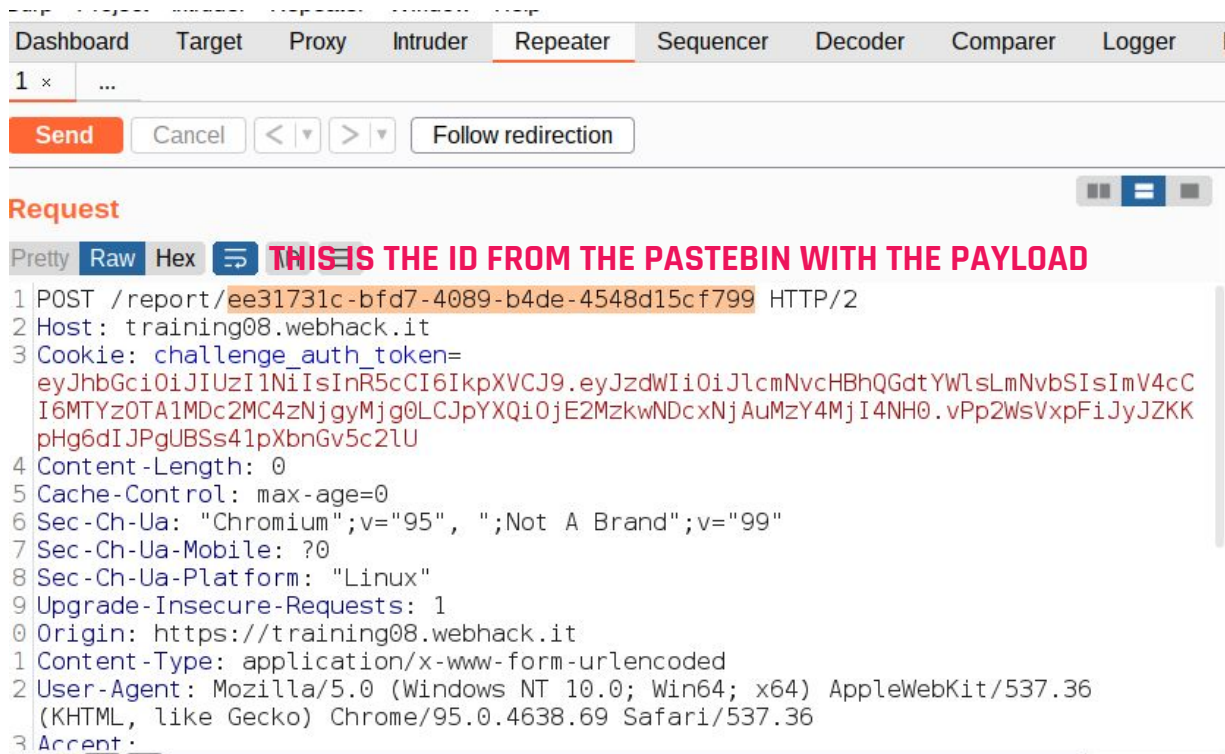 Dashboard Target Proxy Intruder Repeater Sequencer Decoder Comparer Logger
1 × ...
Send Cancel < > Follow redirection
Request
Pretty Raw Hex
THIS IS THE ID FROM THE PASTEBIN WITH THE PAYLOAD
1 POST /report/ee31731c-bfd7-4089-b4de-4548d15cf799 HTTP/2
2 Host: training08.webhack.it
3 Cookie: challenge_auth_token=
eyJhbGciOiJIUzI1NiIsInR5cCI6IkpXVCJ9.eyJzdWIiOiJlcmNvcHBhQGdtYWlsLmNvbSIsImV4cC
I6MTYzOTA1MDc2MC4zNjgyMjg0LCJpYXQiOjE2MzkwNDcxNjAuMzY4MjI4NH0.vPp2WsVxpFiJyJZKK
pHg6dIJPgUBSs41pXbnGv5c2lU
4 Content-Length: 0
5 Cache-Control: max-age=0
6 Sec-Ch-Ua: "Chromium";v="95", ";Not A Brand";v="99"
7 Sec-Ch-Ua-Mobile: ?0
8 Sec-Ch-Ua-Platform: "Linux"
9 Upgrade-Insecure-Requests: 1
0 Origin: https://training08.webhack.it
1 Content-Type: application/x-www-form-urlencoded
2 User-Agent: Mozilla/5.0 (Windows NT 10.0; Win64; x64) AppleWebKit/537.36
(KHTML, like Gecko) Chrome/95.0.4638.69 Safari/537.36
3 Accept: